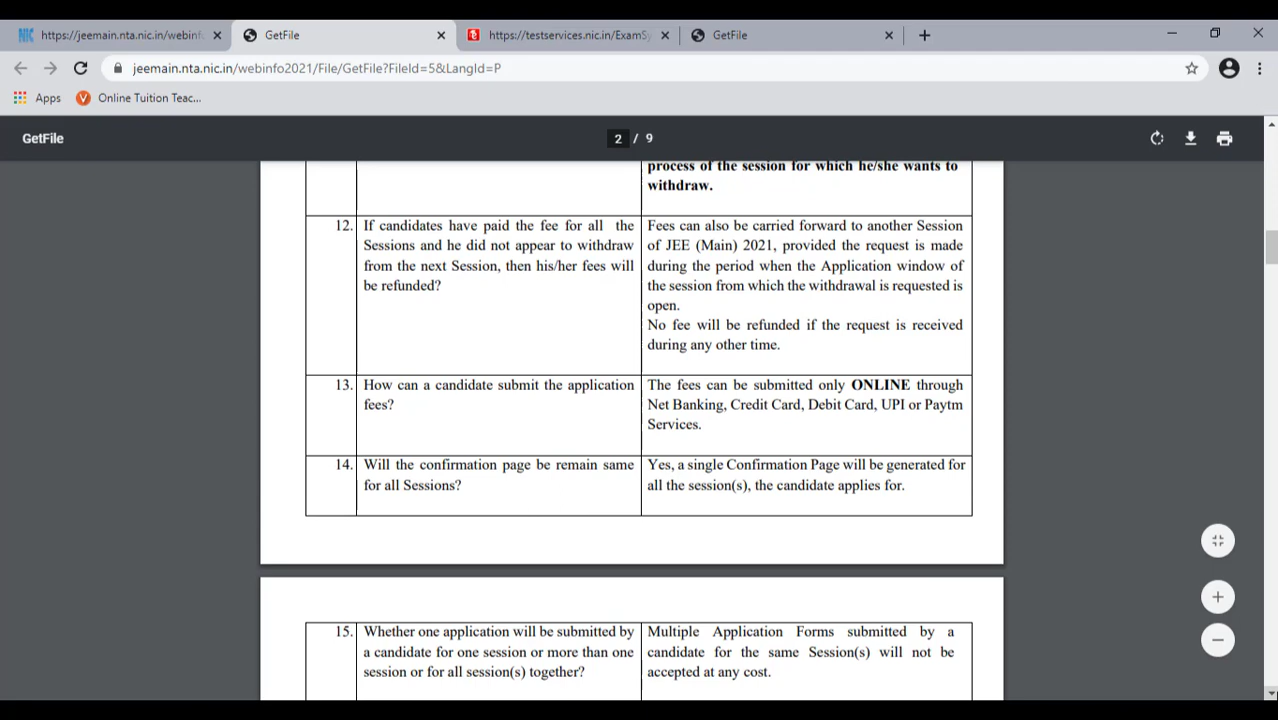 https://jeemain.nta.nic.in/webinfo
GetFile
https://testservices.nic.in/ExamSy
GetFile
jeemain.nta.nic.in/webinfo2021/File/GetFile?FileId=5&LangId=P
Apps
Online Tuition Teac...
GetFile
2 / 9
process of the session for which he/she wants to
withdraw.
12. If candidates have paid the fee for all the
Sessions and he did not appear to withdraw
from the next Session, then his/her fees will
be refunded?
Fees can also be carried forward to another Session
of JEE (Main) 2021, provided the request is made
during the period when the Application window of
the session from which the withdrawal is requested is
open.
No fee will be refunded if the request is received
during any other time.
13. How can a candidate submit the application
fees?
The fees can be submitted only ONLINE through
Net Banking, Credit Card, Debit Card, UPI or Paytm
Services.
14. Will the confirmation page be remain same
for all Sessions?
Yes, a single Confirmation Page will be generated for
all the session(s), the candidate applies for.
15. Whether one application will be submitted by
a candidate for one session or more than one
session or for all session(s) together?
Multiple Application Forms submitted by a
candidate for the same Session(s) will not be
accepted at any cost.